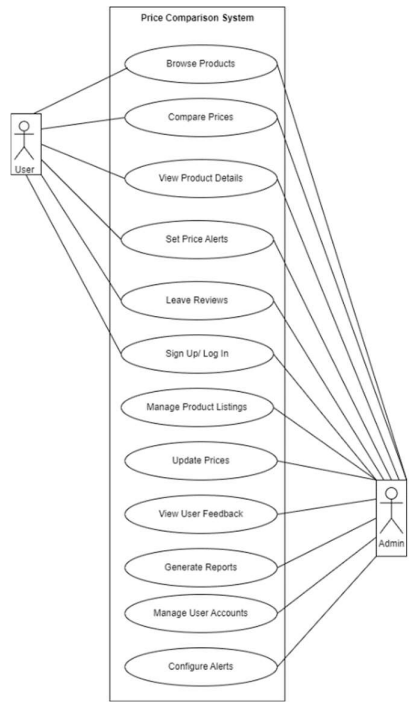 Price Comparison System
Browse Products
Compare Prices
User
View Product Details
Set Price Alerts
Leave Reviews
Sign Up/ Log In
Manage Product Listings
Update Prices
View User Feedback
Admin
Generate Reports
Manage User Accounts
Configure Alerts